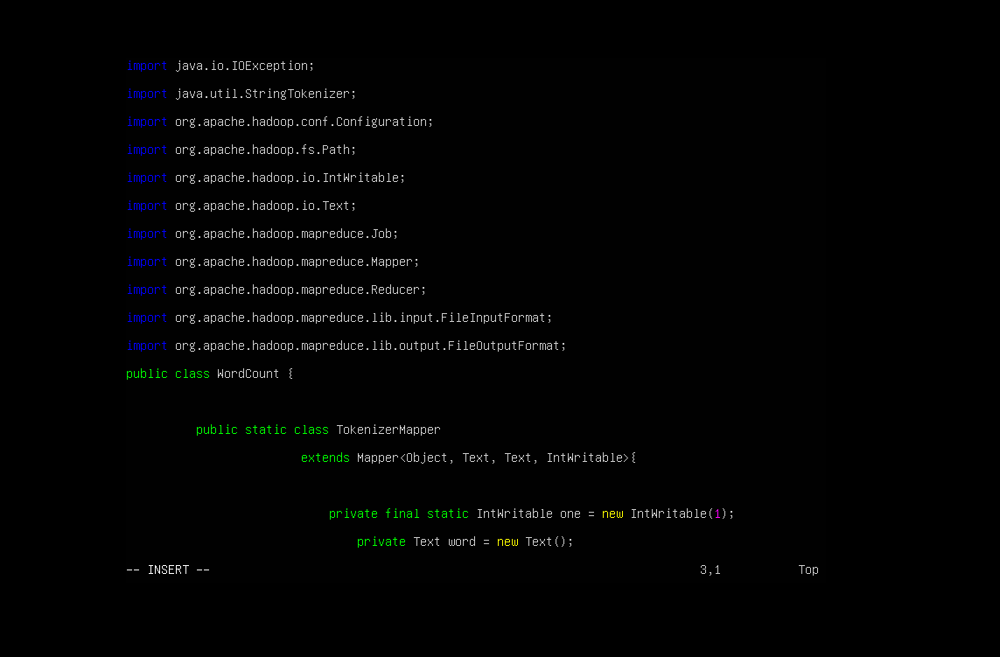 import java.io.IOException;
import java.util.StringTokenizer;
import org.apache.hadoop.conf.Configuration;
import org.apache.hadoop.fs.Path;
import org.apache.hadoop.io.IntWritable;
import org.apache.hadoop.io.Text;
import org.apache.hadoop.mapreduce.Job;
import org.apache.hadoop.mapreduce.Mapper;
import org.apache.hadoop.mapreduce.Reducer;
import org.apache.hadoop.mapreduce.lib.input.FileInputFormat;
import org.apache.hadoop.mapreduce.lib.output.FileOutputFormat;
public class WordCount {
public static class TokenizerMapper
extends Mapper<Object, Text, Text, IntWritable>{
private final static IntWritable one = new IntWritable(1);
private Text word = new Text();
-- INSERT -- 3,1 Top